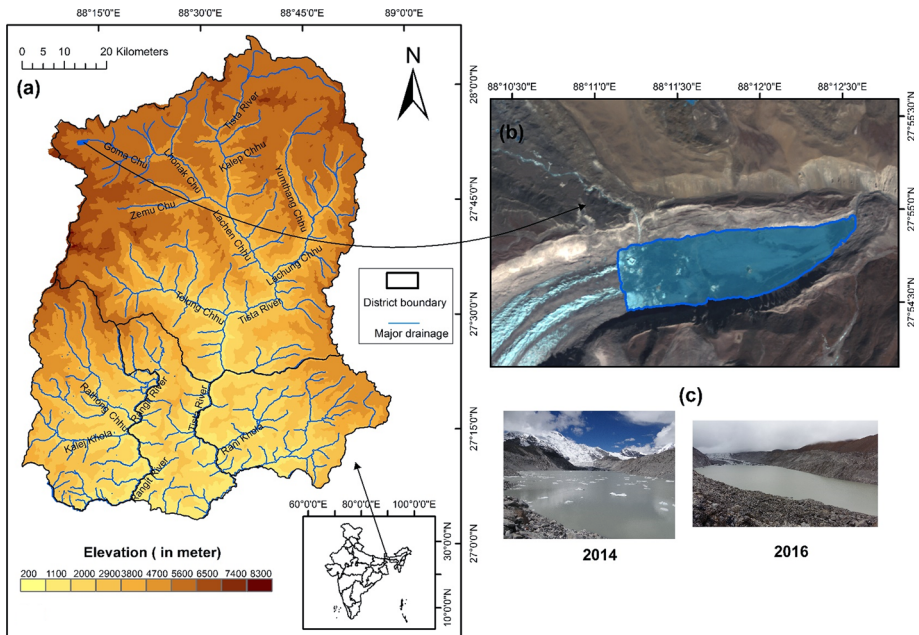 88°15'0"E 88°30'0"E 88°45'0"E 89°0'0"E
0 5 10 20 Kilometers
(a)
N
28°0'0"N
27°45'0"N
27°30'0"N
27°15'0"N
27°0'0"N
Tista River
Goma Chu
Jonak Chu
Kalep Chhu
Yumthang Chhu
Zemu Chu
Lachen Chhu
Lachung Chhu
Tolung Chhu
Tista River
District boundary
Major drainage
Rathong Chhu
Rangit River
Tista River
Kalej Khola
Rani Khola
Rangit River
Elevation ( in meter)
200 1100 2000 2900 3800 4700 5600 6500 7400 8300
60°0'0"E 80°0'0"E 100°0'0"E
30°0'0"N
10°0'0"N
88°10'30"E 88°11'0"E 88°11'30"E 88°12'0"E 88°12'30"E
(b)
27°55'30"N
27°55'0"N
27°54'30"N
(c)
2014
2016